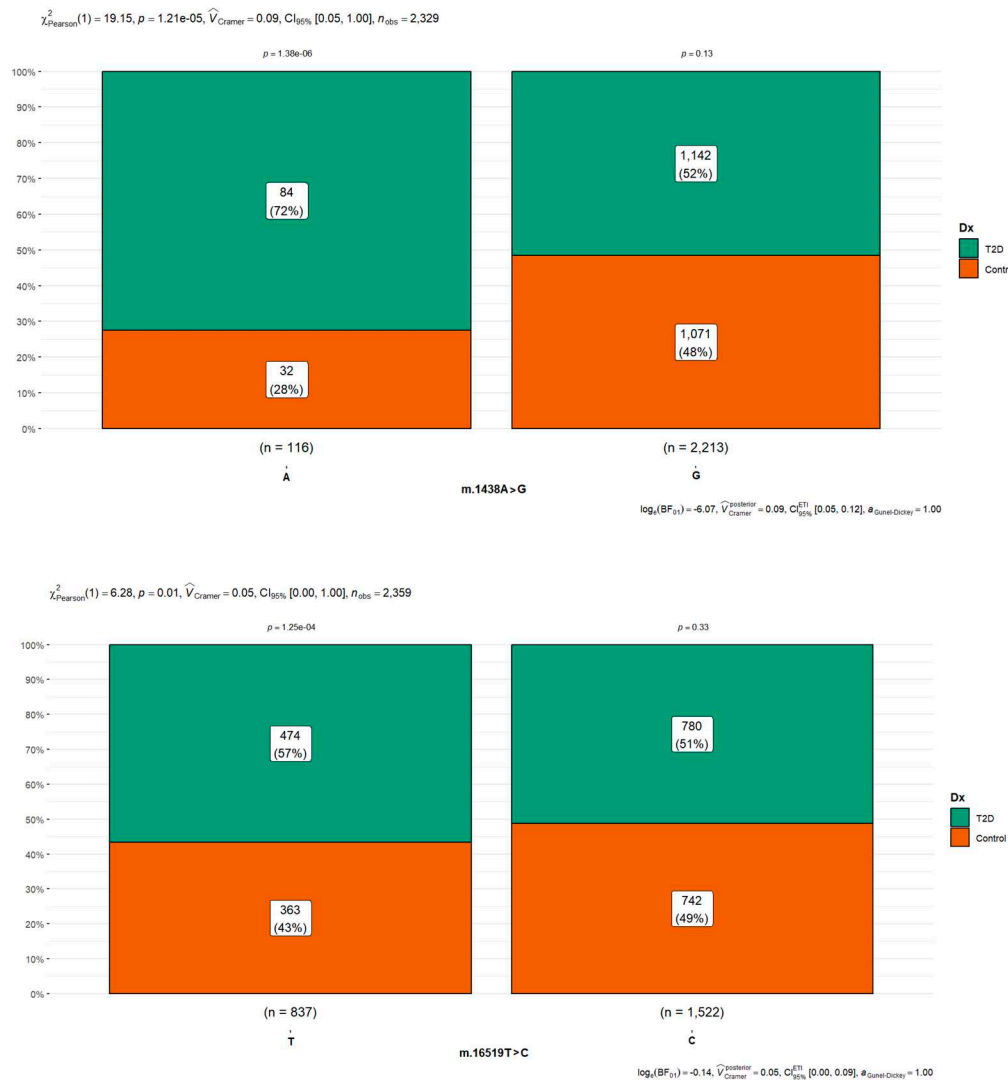 χ²Pearson(1) = 19.15, p = 1.21e-05, V̂Cramer = 0.09, CI95% [0.05, 1.00], nobs = 2,329
p = 1.38e-06
p = 0.13
100%
90%
80%
70%
60%
50%
40%
30%
20%
10%
0%
84
(72%)
1,142
(52%)
32
(28%)
1,071
(48%)
Dx
T2D
Contr
(n = 116)
(n = 2,213)
A
G
m.1438A>G
loge(BF01) = -6.07, V̂posteriorCramer = 0.09, CIETI95% [0.05, 0.12], aGunel-Dickey = 1.00
χ²Pearson(1) = 6.28, p = 0.01, V̂Cramer = 0.05, CI95% [0.00, 1.00], nobs = 2,359
p = 1.25e-04
p = 0.33
100%
90%
80%
70%
60%
50%
40%
30%
20%
10%
0%
474
(57%)
780
(51%)
363
(43%)
742
(49%)
Dx
T2D
Control
(n = 837)
(n = 1,522)
T
C
m.16519T>C
loge(BF01) = -0.14, V̂posteriorCramer = 0.05, CIETI95% [0.00, 0.09], aGunel-Dickey = 1.00